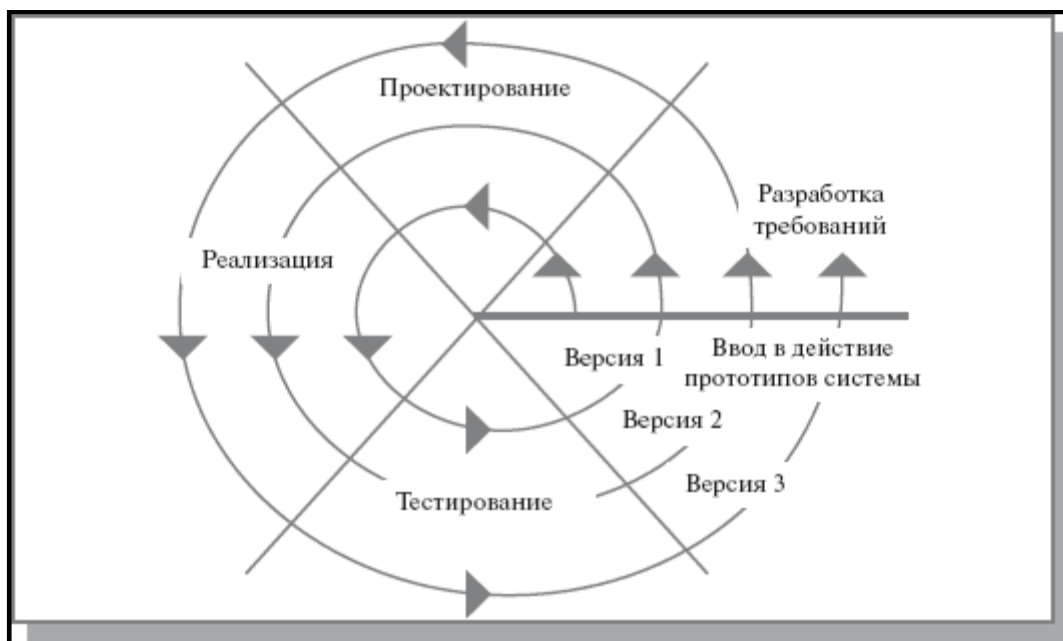 Проектирование
Разработка
требований
Реализация
Версия 1
Ввод в действие
прототипов системы
Версия 2
Версия 3
Тестирование